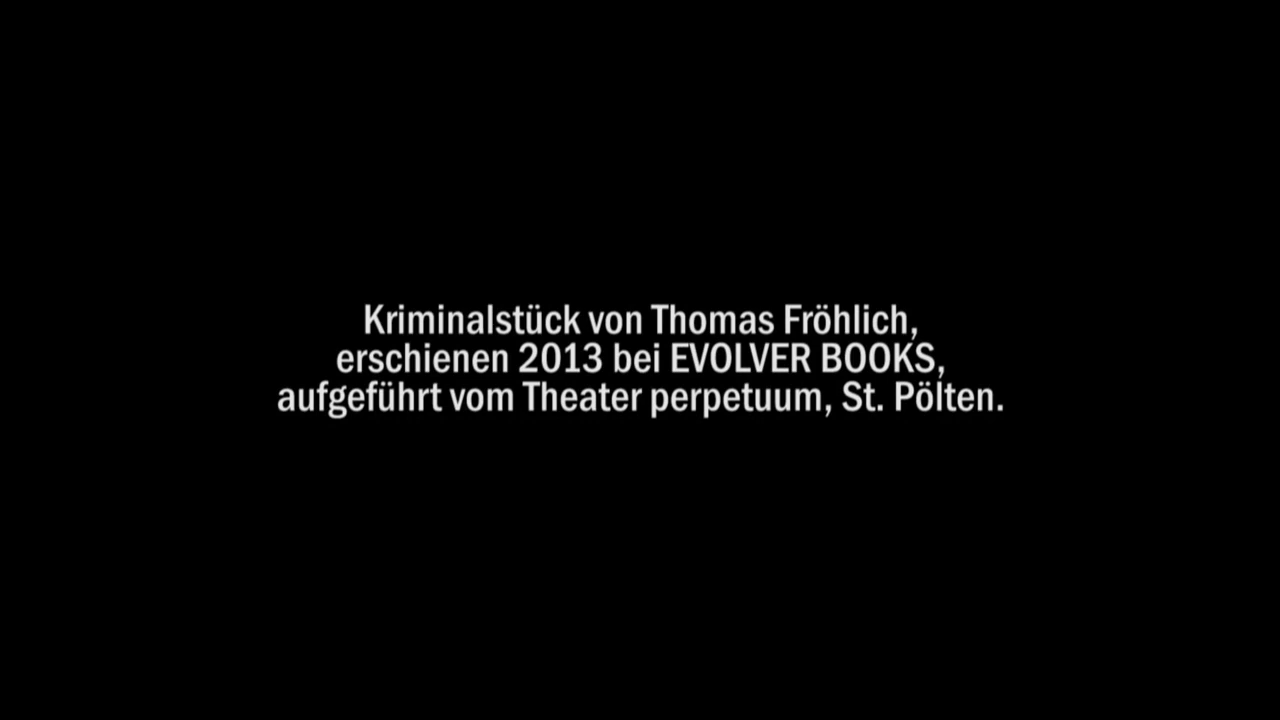 Kriminalstück von Thomas Fröhlich,
erschienen 2013 bei EVOLVER BOOKS,
aufgeführt vom Theater perpetuum, St. Pölten.